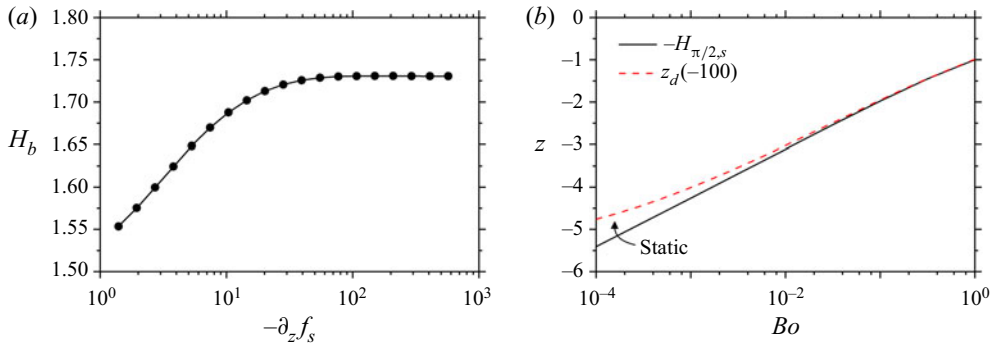 (a)
1.80
1.75
1.70
1.65
1.60
1.55
1.50
H_b
10^0
10^1
10^2
10^3
−∂_z f_s
(b)
0
−1
−2
−3
−4
−5
−6
z
−H_{π/2,s}
z_d(−100)
Static
10^{−4}
10^{−2}
10^0
Bo